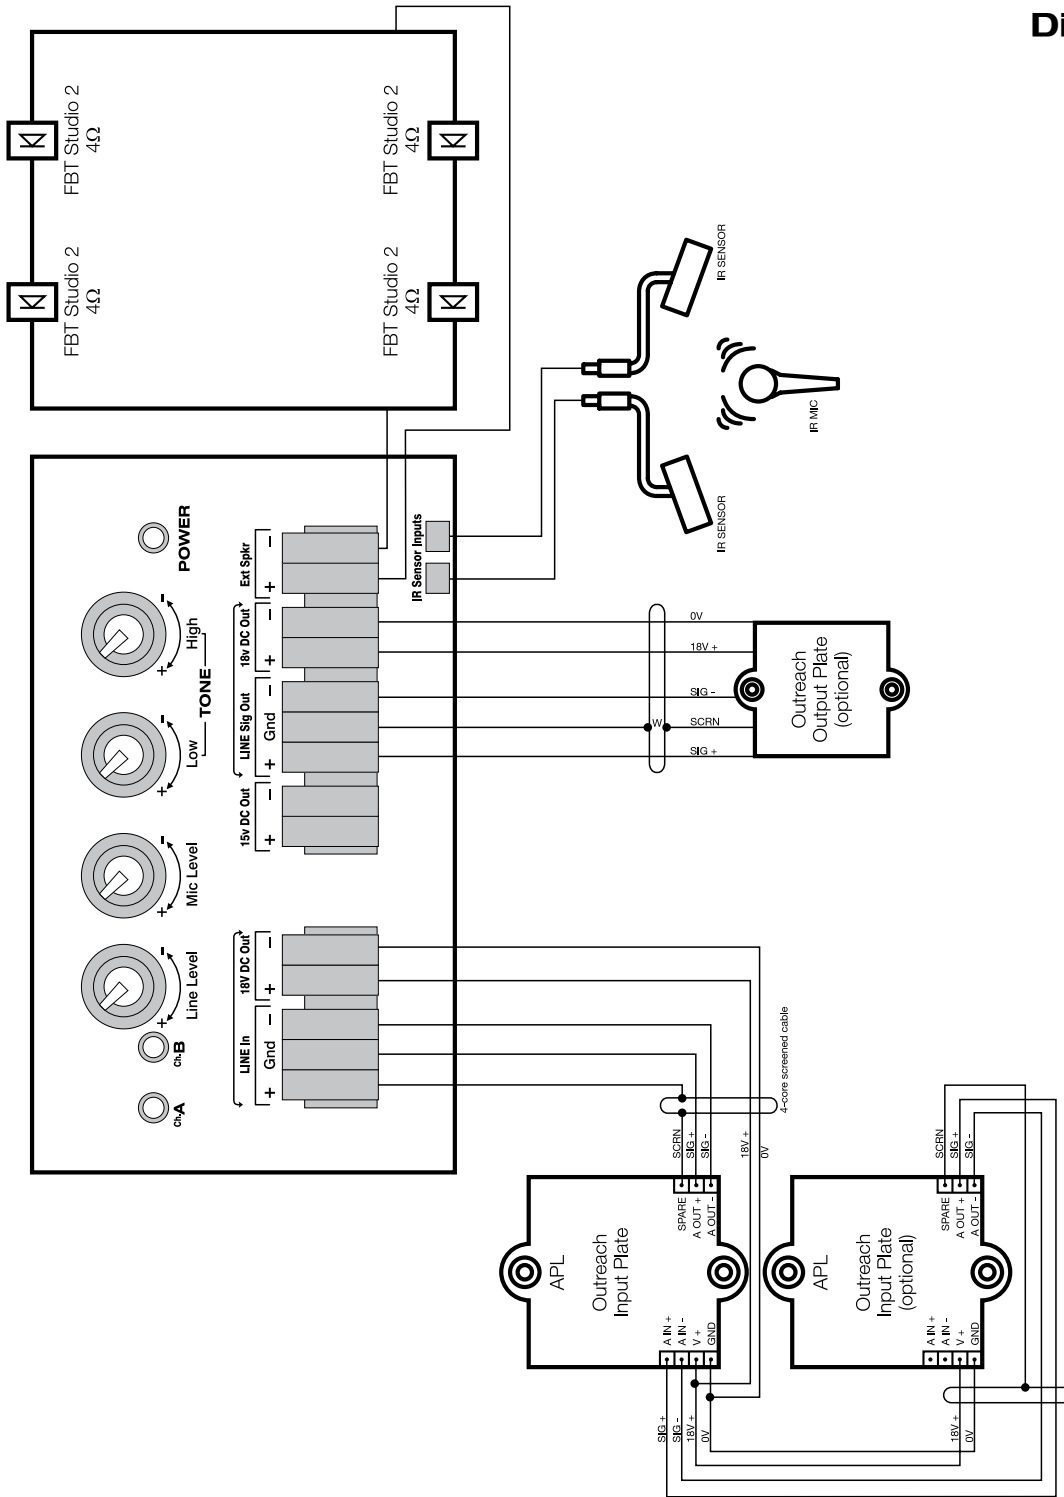 Di
FBT Studio 2
4Ω
FBT Studio 2
4Ω
FBT Studio 2
4Ω
FBT Studio 2
4Ω
POWER
High
- +
Low
- +
TONE
Mic Level
- +
Line Level
- +
Ch.B
Ch.A
Ext Spkr
+ -
18v DC Out
+ -
LINE Sig Out
+ Gnd -
15v DC Out
+ -
18V DC Out
+ -
LINE In
+ Gnd -
IR Sensor Inputs
IR SENSOR
IR SENSOR
IR MIC
0V
18V +
SIG -
SCRN
SIG +
W
Outreach
Output Plate
(optional)
4-core screened cable
SCRN
SIG +
SIG -
18V +
0V
SPARE
A OUT +
A OUT -
APL
Outreach
Input Plate
A IN +
A IN -
V +
GND
SIG +
SIG -
18V +
0V
SCRN
SIG +
SIG -
SPARE
A OUT +
A OUT -
APL
Outreach
Input Plate
(optional)
A IN +
A IN -
V +
GND
18V +
0V